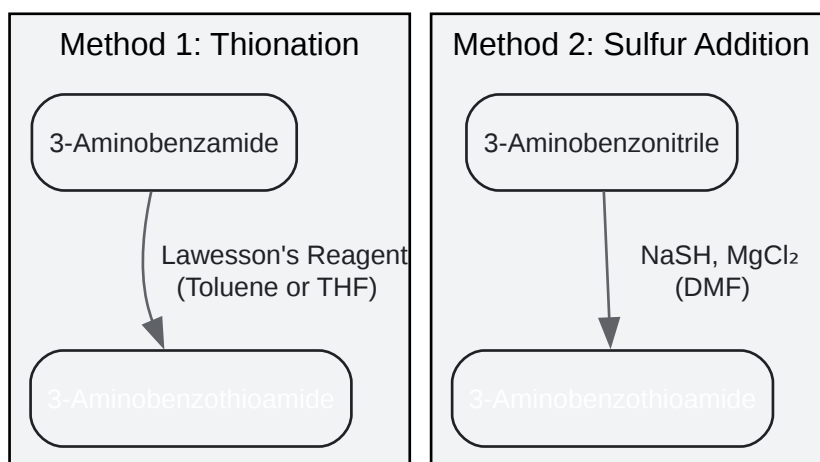 Method 1: Thionation
3-Aminobenzamide
Lawesson's Reagent
(Toluene or THF)
3-Aminobenzothioamide
Method 2: Sulfur Addition
3-Aminobenzonitrile
NaSH, MgCl₂
(DMF)
3-Aminobenzothioamide